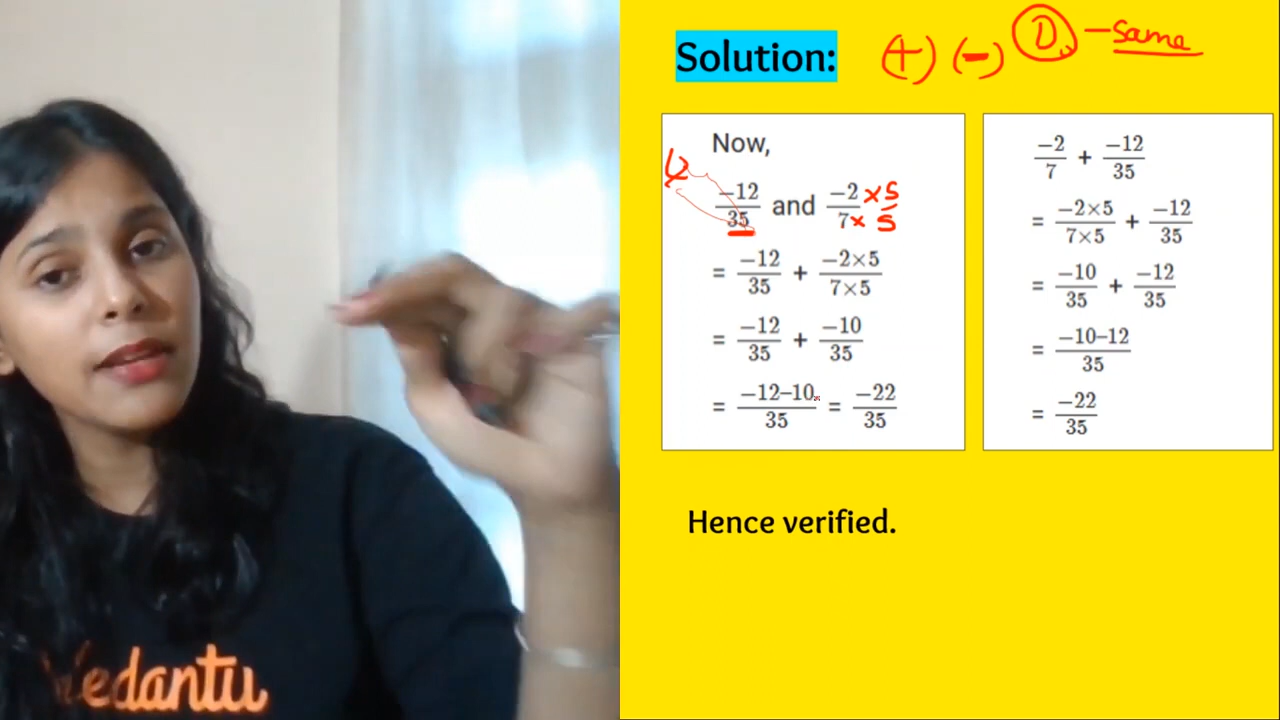 Solution: (+) (-) D - Same
Now,
-12/35 and -2/7 ×5 × 5
= -12/35 + -2×5/7×5
= -12/35 + -10/35
= -12–10/35 = -22/35
-2/7 + -12/35
= -2×5/7×5 + -12/35
= -10/35 + -12/35
= -10–12/35
= -22/35
Hence verified.
Vedantu